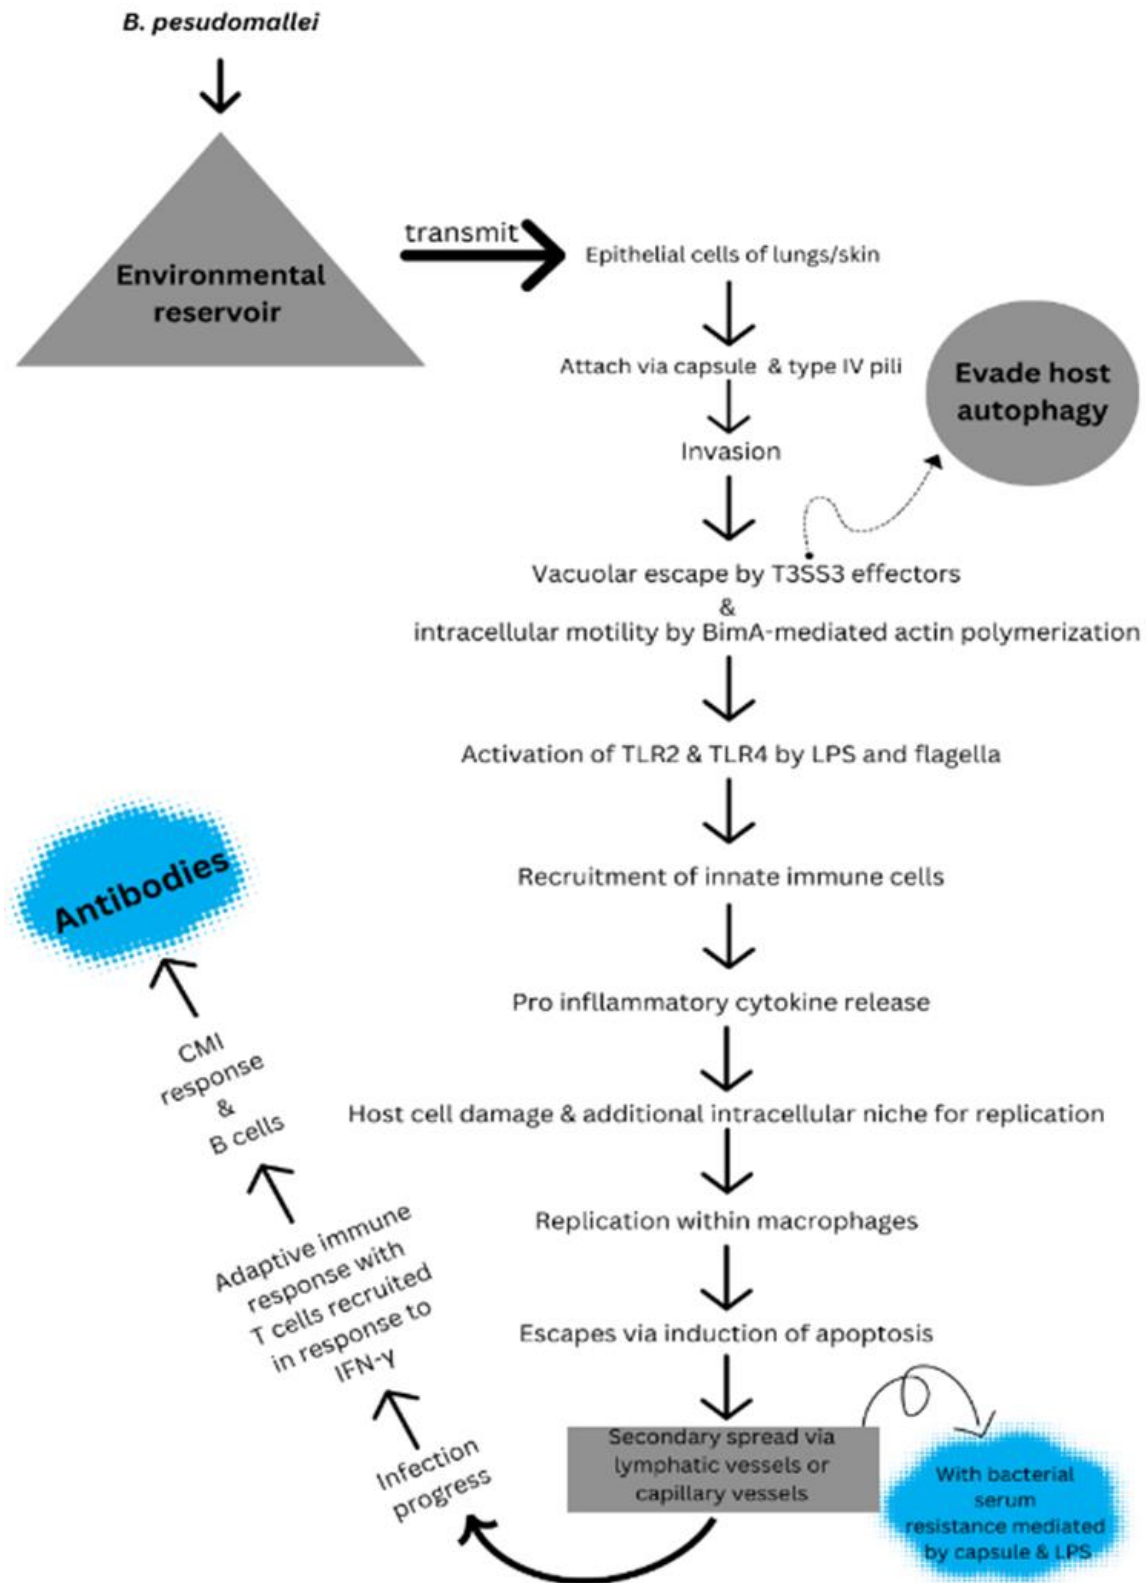 B. pesudomallei
Environmental
reservoir
transmit
Epithelial cells of lungs/skin
Attach via capsule & type IV pili
Evade host
autophagy
Invasion
Vacuolar escape by T3SS3 effectors
&
intracellular motility by BimA-mediated actin polymerization
Activation of TLR2 & TLR4 by LPS and flagella
Recruitment of innate immune cells
Pro infllammatory cytokine release
Host cell damage & additional intracellular niche for replication
Replication within macrophages
Escapes via induction of apoptosis
Secondary spread via
lymphatic vessels or
capillary vessels
With bacterial
serum
resistance mediated
by capsule & LPS
Infection
progress
Adaptive immune
response with
T cells recruited
in response to
IFN-γ
CMI
response
&
B cells
Antibodies